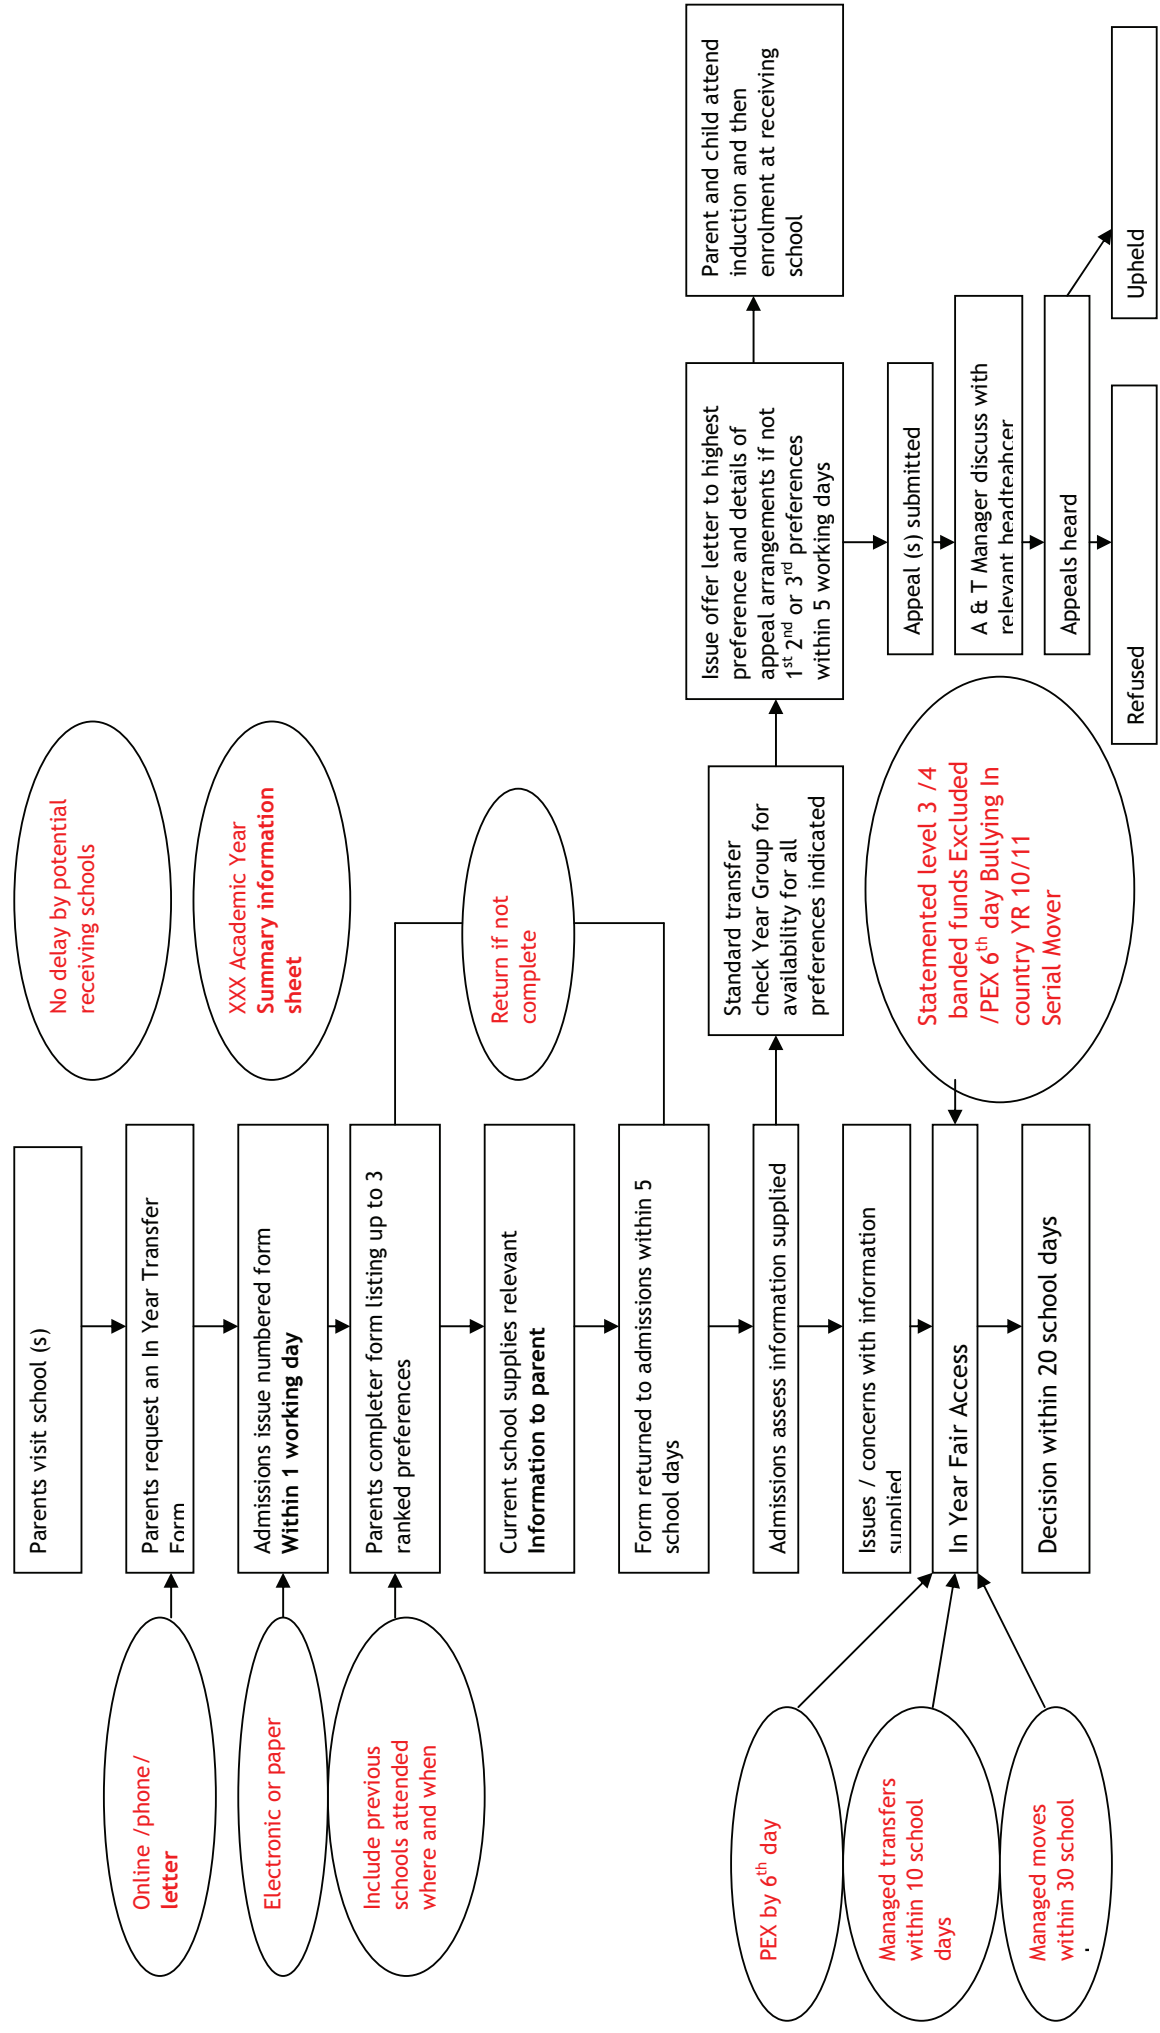 Parents visit school (s)
Online /phone/
letter
Parents request an In Year Transfer
Form
No delay by potential
receiving schools
Electronic or paper
Admissions issue numbered form
Within 1 working day
XXX Academic Year
Summary information
sheet
Include previous
schools attended
where and when
Parents completer form listing up to 3
ranked preferences
Current school supplies relevant
Information to parent
Return if not
complete
Form returned to admissions within 5
school days
Admissions assess information supplied
Standard transfer
check Year Group for
availability for all
preferences indicated
Issue offer letter to highest
preference and details of
appeal arrangements if not
1st 2nd or 3rd preferences
within 5 working days
Parent and child attend
induction and then
enrolment at receiving
school
Issues / concerns with information
supplied
Appeal (s) submitted
PEX by 6th day
Managed transfers
within 10 school
days
Managed moves
within 30 school
In Year Fair Access
Statemented level 3 /4
banded funds Excluded
/PEX 6th day Bullying In
country YR 10/11
Serial Mover
A & T Manager discuss with
relevant headteahcer
Appeals heard
Decision within 20 school days
Refused
Upheld